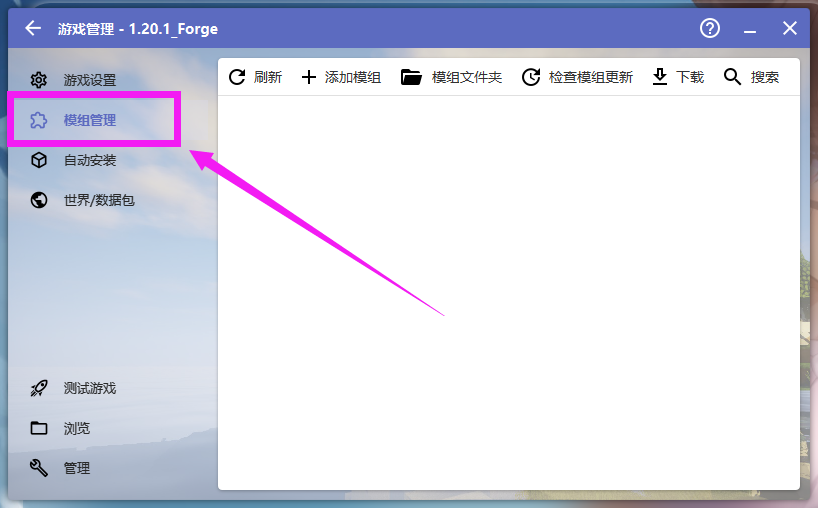 游戏管理 - 1.20.1_Forge
游戏设置
模组管理
自动安装
世界/数据包
测试游戏
浏览
管理
刷新 添加模组 模组文件夹 检查模组更新 下载 搜索